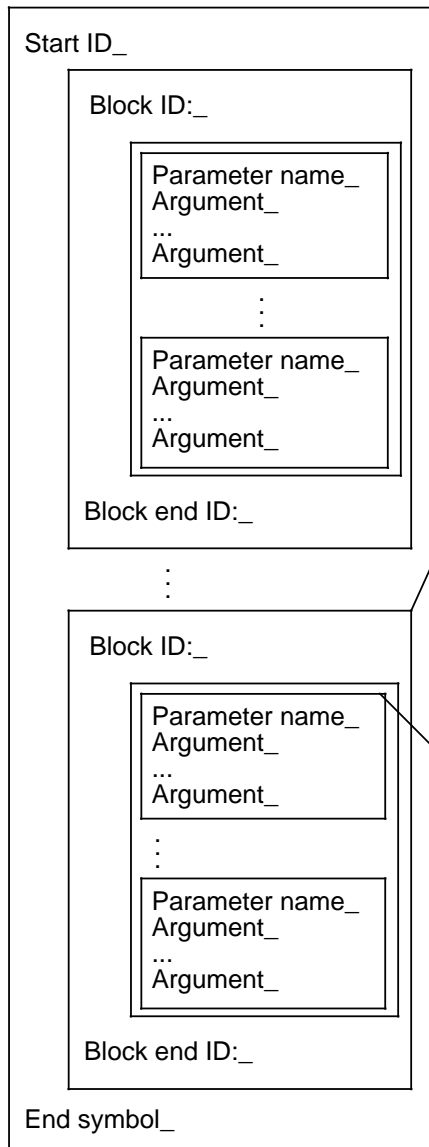 Start ID_
Block ID:_
Parameter name_
Argument_
...
Argument_
Parameter name_
Argument_
...
Argument_
Block end ID:_
Block ID:_
Parameter name_
Argument_
...
Argument_
Parameter name_
Argument_
...
Argument_
Block end ID:_
End symbol_